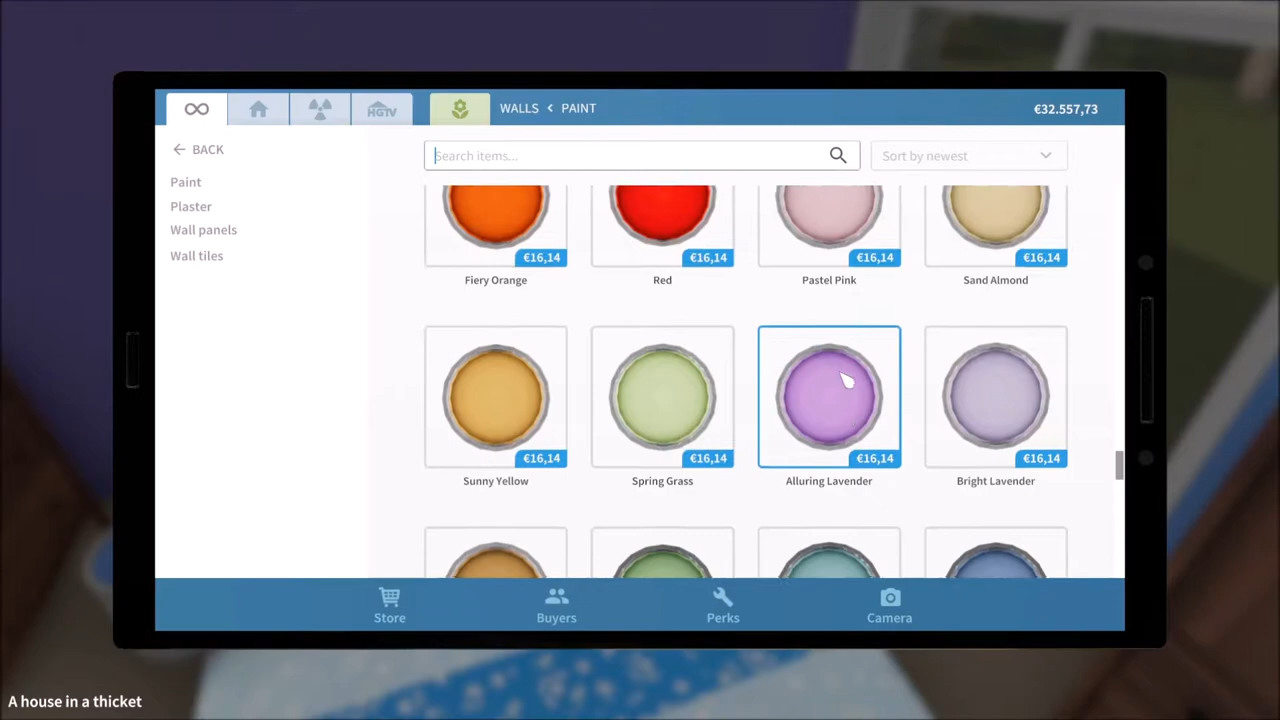 HGTV
WALLS < PAINT
€32.557,73
← BACK
Search items...
Sort by newest
Paint
Plaster
Wall panels
Wall tiles
€16,14 €16,14 €16,14 €16,14
Fiery Orange Red Pastel Pink Sand Almond
€16,14 €16,14 €16,14 €16,14
Sunny Yellow Spring Grass Alluring Lavender Bright Lavender
Store Buyers Perks Camera
A house in a thicket